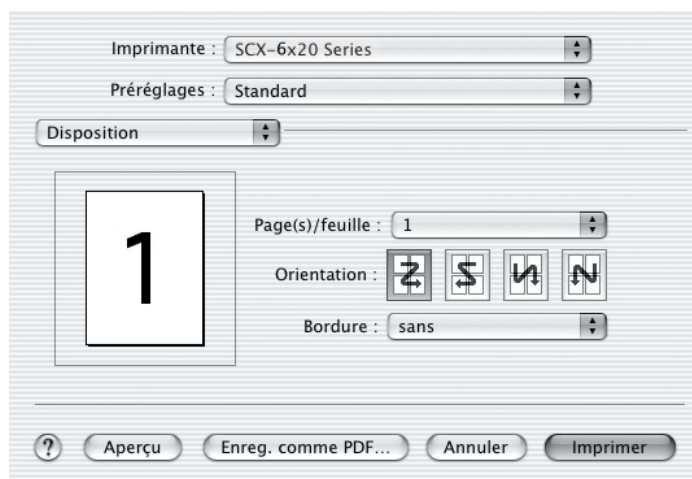 Imprimante : SCX-6x20 Series
Préréglages : Standard
Disposition
1
Page(s)/feuille : 1
Orientation :
Bordure : sans
? Aperçu Enreg. comme PDF... Annuler Imprimer